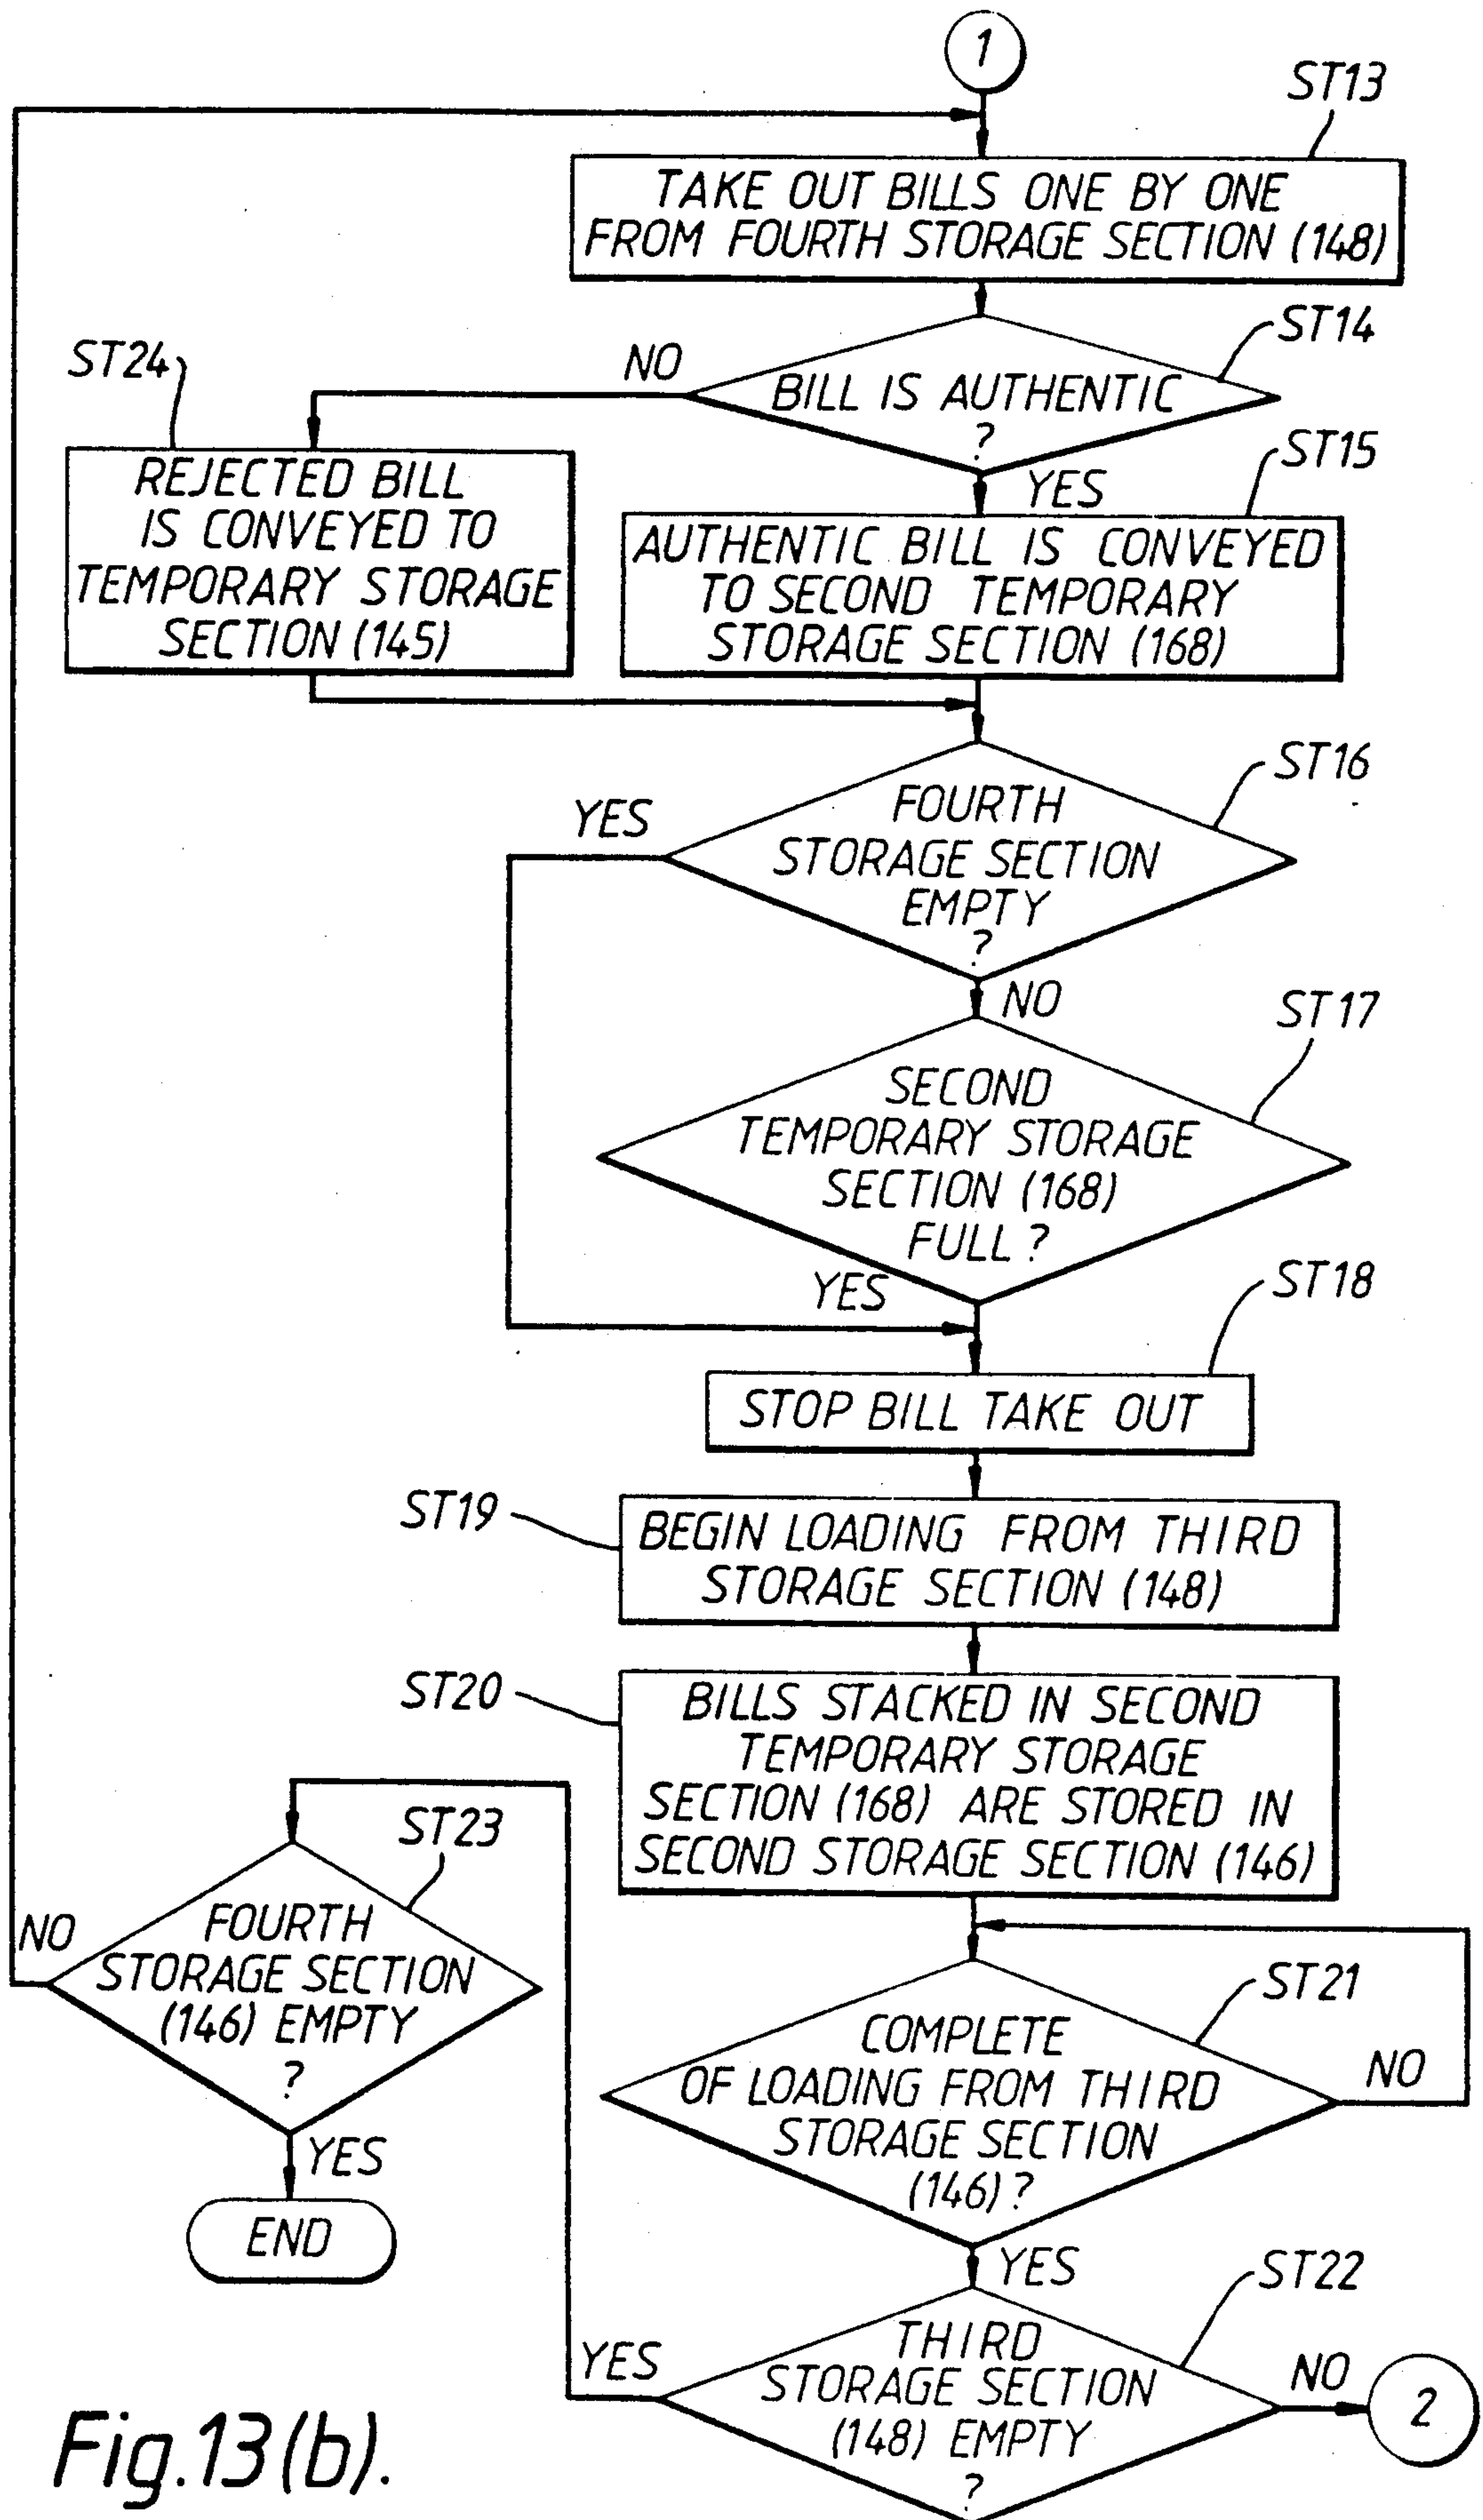 1
ST13
TAKE OUT BILLS ONE BY ONE
FROM FOURTH STORAGE SECTION (148)
ST14
BILL IS AUTHENTIC
?
NO
ST24
REJECTED BILL
IS CONVEYED TO
TEMPORARY STORAGE
SECTION (145)
YES
ST15
AUTHENTIC BILL IS CONVEYED
TO SECOND TEMPORARY
STORAGE SECTION (168)
ST16
FOURTH
STORAGE SECTION
EMPTY
?
YES
NO
ST17
SECOND
TEMPORARY STORAGE
SECTION (168)
FULL ?
YES
ST18
STOP BILL TAKE OUT
ST19
BEGIN LOADING FROM THIRD
STORAGE SECTION (148)
ST20
BILLS STACKED IN SECOND
TEMPORARY STORAGE
SECTION (168) ARE STORED IN
SECOND STORAGE SECTION (146)
ST21
COMPLETE
OF LOADING FROM THIRD
STORAGE SECTION
(146) ?
NO
YES
ST22
THIRD
STORAGE SECTION
(148) EMPTY
?
NO
2
YES
ST23
FOURTH
STORAGE SECTION
(146) EMPTY
?
NO
YES
END
Fig.13(b).